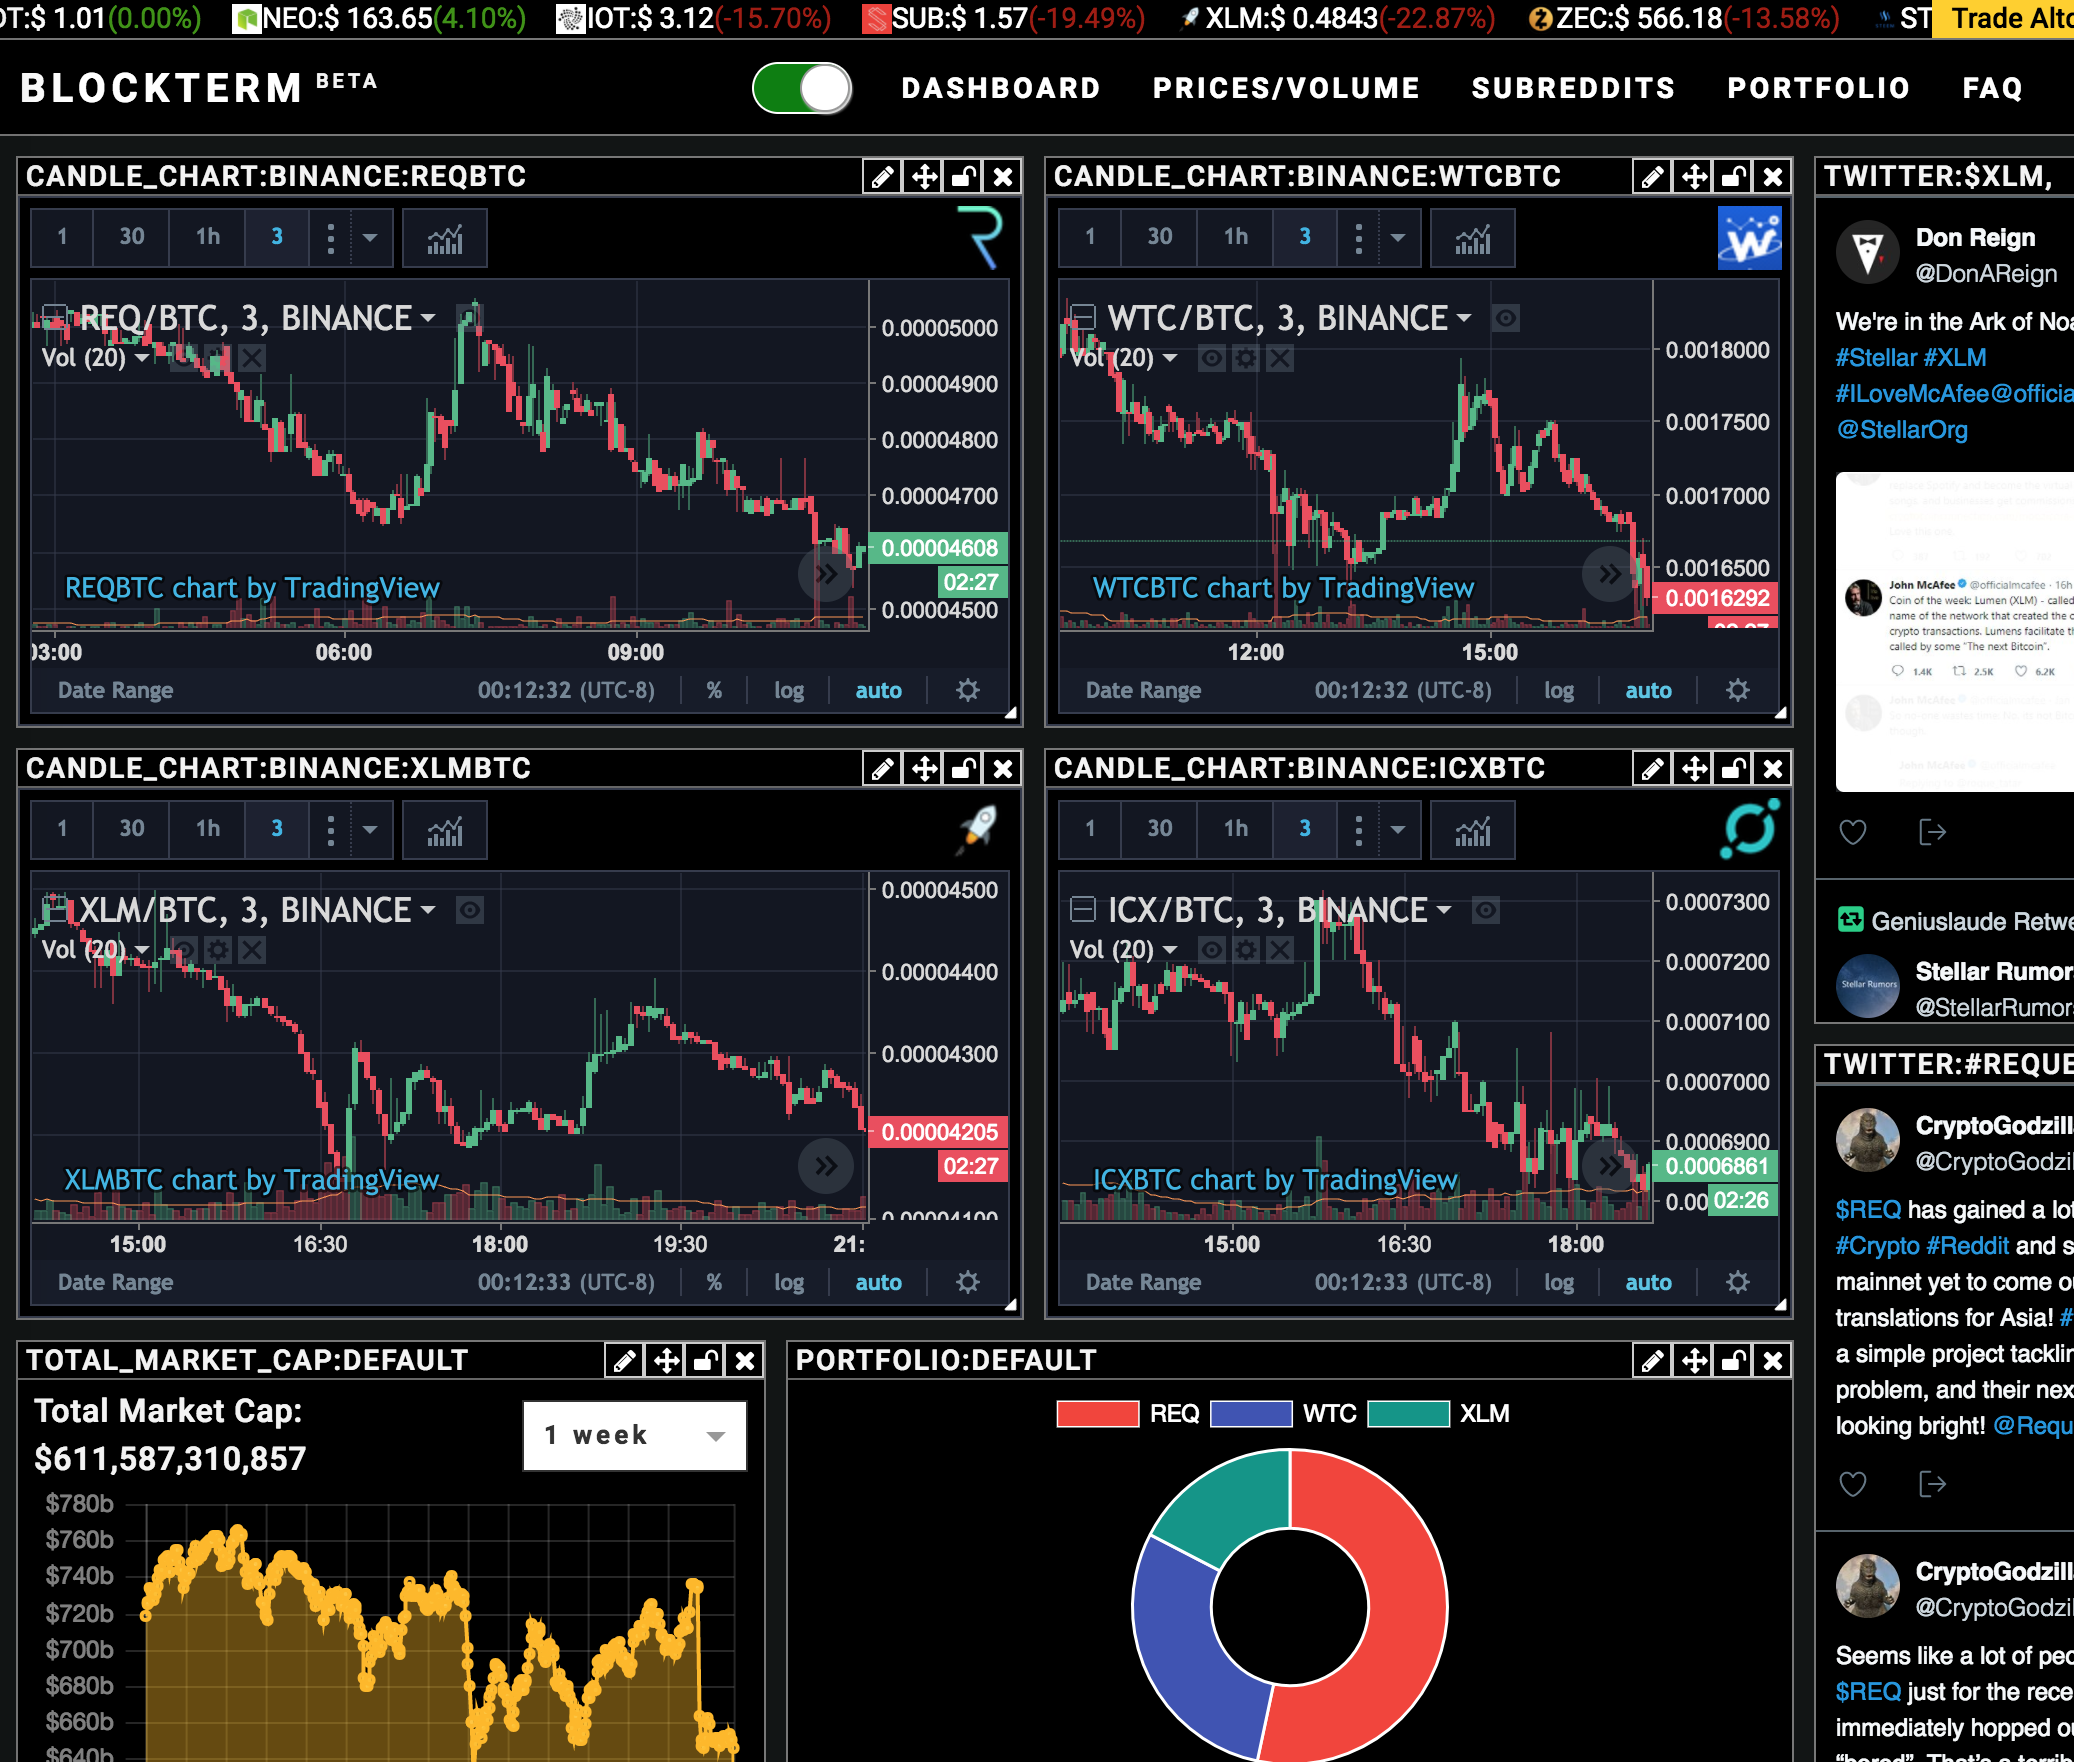 OT:$ 1.01(0.00%) NEO:$ 163.65(4.10%) IOT:$ 3.12(-15.70%) SUB:$ 1.57(-19.49%) XLM:$ 0.4843(-22.87%) ZEC:$ 566.18(-13.58%) ST Trade Alto
BLOCKTERM BETA
DASHBOARD PRICES/VOLUME SUBREDDITS PORTFOLIO FAQ
CANDLE_CHART:BINANCE:REQBTC
1 30 1h 3
REQ/BTC, 3, BINANCE
Vol (20)
0.00005000
0.00004900
0.00004800
0.00004700
0.00004608
02:27
0.00004500
REQBTC chart by TradingView
03:00 06:00 09:00
Date Range 00:12:32 (UTC-8) % log auto
CANDLE_CHART:BINANCE:WTCBTC
1 30 1h 3
WTC/BTC, 3, BINANCE
Vol (20)
0.0018000
0.0017500
0.0017000
0.0016500
0.0016292
WTCBTC chart by TradingView
12:00 15:00
Date Range 00:12:32 (UTC-8) log auto
CANDLE_CHART:BINANCE:XLMBTC
1 30 1h 3
XLM/BTC, 3, BINANCE
Vol (20)
0.00004500
0.00004400
0.00004300
0.00004205
02:27
0.00004100
XLMBTC chart by TradingView
15:00 16:30 18:00 19:30 21:
Date Range 00:12:33 (UTC-8) % log auto
CANDLE_CHART:BINANCE:ICXBTC
1 30 1h 3
ICX/BTC, 3, BINANCE
Vol (20)
0.0007300
0.0007200
0.0007100
0.0007000
0.0006900
0.0006861
0.00 02:26
ICXBTC chart by TradingView
15:00 16:30 18:00
Date Range 00:12:33 (UTC-8) log auto
TOTAL_MARKET_CAP:DEFAULT
Total Market Cap:
$611,587,310,857
1 week
$780b
$760b
$740b
$720b
$700b
$680b
$660b
$640b
PORTFOLIO:DEFAULT
REQ WTC XLM
TWITTER:$XLM,
Don Reign
@DonAReign
We're in the Ark of Noa
#Stellar #XLM
#ILoveMcAfee@officia
@StellarOrg
John McAfee @officialmcafee · 16h
Coin of the week: Lumen (XLM) - called
name of the network that created the c
crypto transactions. Lumens facilitate th
called by some "The next Bitcoin".
1.4K 2.5K 6.2K
Geniuslaude Retwe
Stellar Rumors
Stellar Rumor
@StellarRumor
TWITTER:#REQUE
CryptoGodzill
@CryptoGodzil
$REQ has gained a lot
#Crypto #Reddit and s
mainnet yet to come ou
translations for Asia! #
a simple project tacklin
problem, and their nex
looking bright! @Requ
CryptoGodzill
@CryptoGodzil
Seems like a lot of peo
$REQ just for the rece
immediately hopped ou